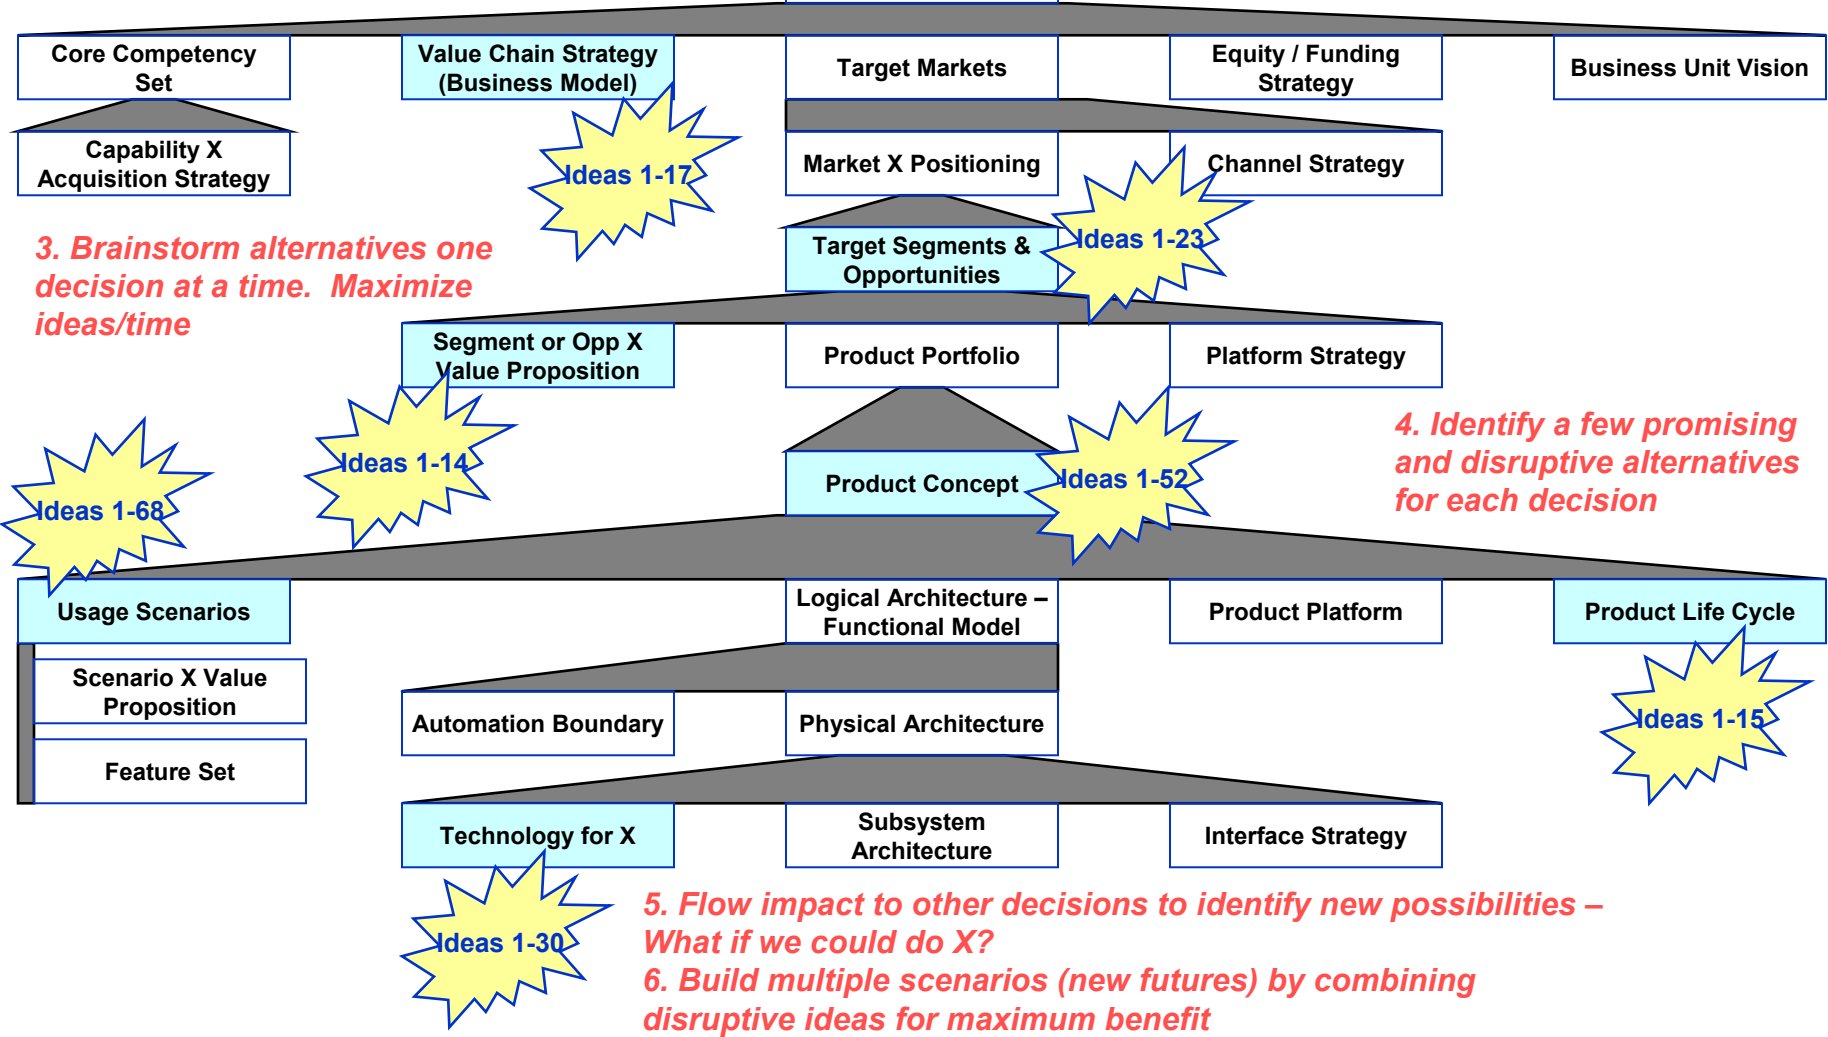 Core Competency
Set
Value Chain Strategy
(Business Model)
Target Markets
Equity / Funding
Strategy
Business Unit Vision
Capability X
Acquisition Strategy
Ideas 1-17
Market X Positioning
Channel Strategy
3. Brainstorm alternatives one
decision at a time.  Maximize
ideas/time
Target Segments &
Opportunities
Ideas 1-23
Segment or Opp X
Value Proposition
Product Portfolio
Platform Strategy
Ideas 1-14
4. Identify a few promising
and disruptive alternatives
for each decision
Ideas 1-68
Product Concept
Ideas 1-52
Usage Scenarios
Logical Architecture –
Functional Model
Product Platform
Product Life Cycle
Scenario X Value
Proposition
Automation Boundary
Physical Architecture
Ideas 1-15
Feature Set
Technology for X
Subsystem
Architecture
Interface Strategy
Ideas 1-30
5. Flow impact to other decisions to identify new possibilities –
What if we could do X?
6. Build multiple scenarios (new futures) by combining
disruptive ideas for maximum benefit